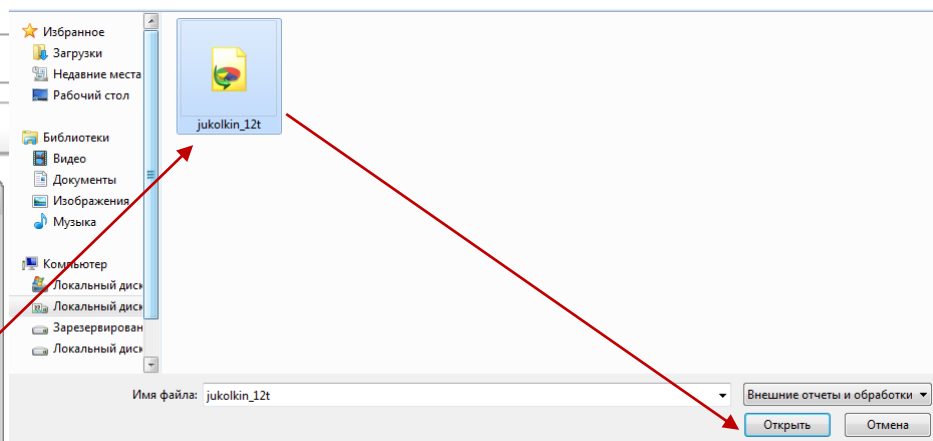 Избранное
Загрузки
Недавние места
Рабочий стол
Библиотеки
Видео
Документы
Изображения
Музыка
Компьютер
Локальный диск
Локальный диск
Зарезервирован
Локальный диск
jukolkin_12t
Имя файла: jukolkin_12t
Внешние отчеты и обработки
Открыть Отмена